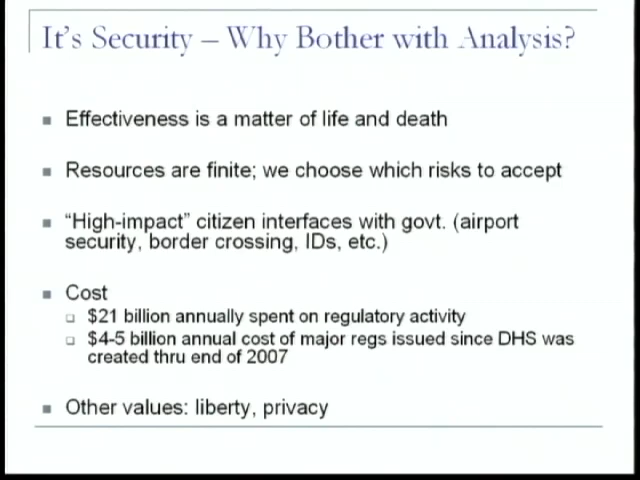 It's Security – Why Bother with Analysis?
Effectiveness is a matter of life and death
Resources are finite; we choose which risks to accept
“High-impact” citizen interfaces with govt. (airport
security, border crossing, IDs, etc.)
Cost
$21 billion annually spent on regulatory activity
$4-5 billion annual cost of major regs issued since DHS was
created thru end of 2007
Other values: liberty, privacy